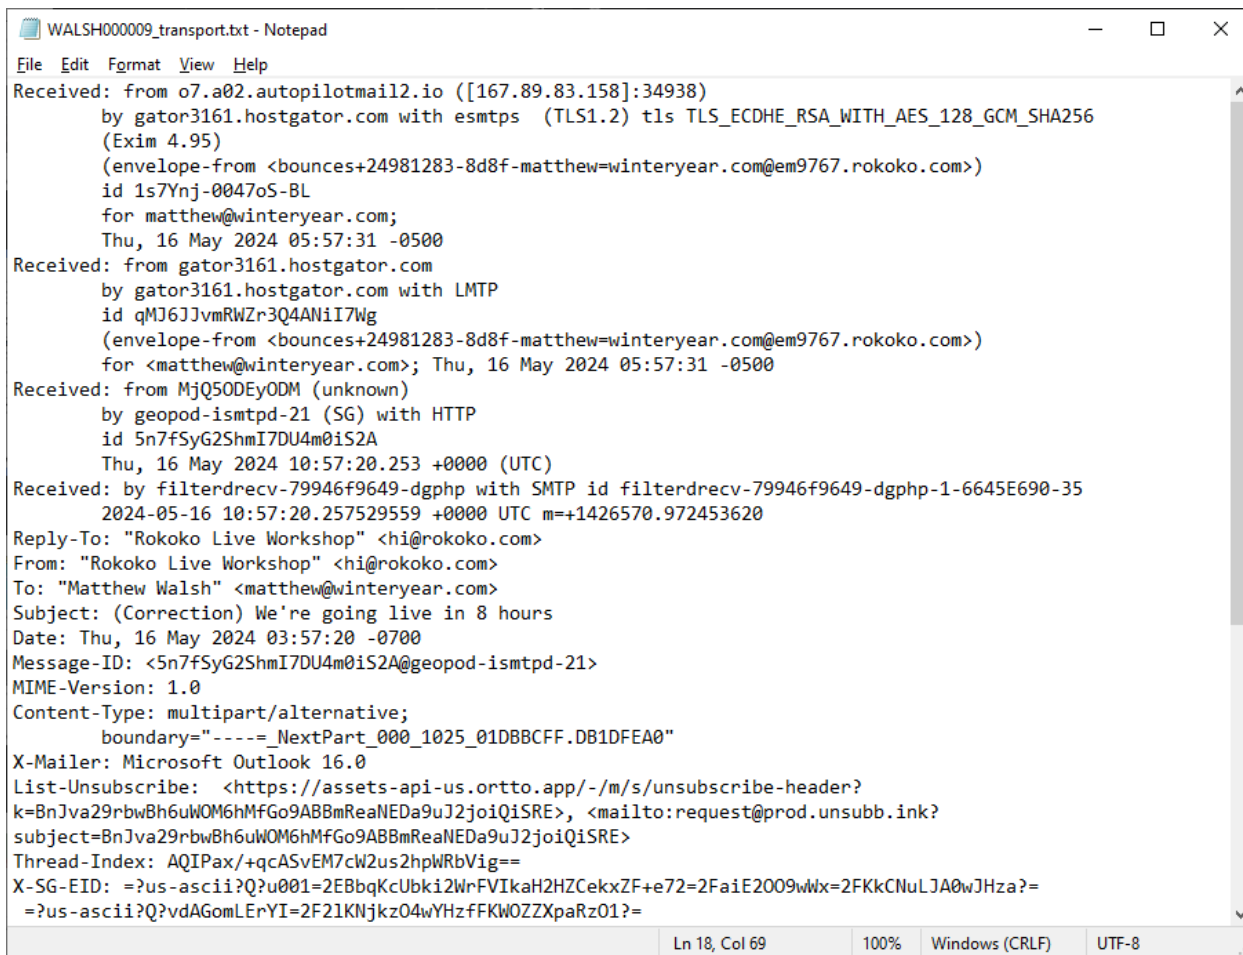 WALSH000009_transport.txt - Notepad
File Edit Format View Help
Received: from o7.a02.autopilotmail2.io ([167.89.83.158]:34938)
by gator3161.hostgator.com with esmtps (TLS1.2) tls TLS_ECDHE_RSA_WITH_AES_128_GCM_SHA256
(Exim 4.95)
(envelope-from <bounces+24981283-8d8f-matthew=winteryear.com@em9767.rokoko.com>)
id 1s7Ynj-0047oS-BL
for matthew@winteryear.com;
Thu, 16 May 2024 05:57:31 -0500
Received: from gator3161.hostgator.com
by gator3161.hostgator.com with LMTP
id qMJ6JJvmRWZr3Q4ANiI7Wg
(envelope-from <bounces+24981283-8d8f-matthew=winteryear.com@em9767.rokoko.com>)
for <matthew@winteryear.com>; Thu, 16 May 2024 05:57:31 -0500
Received: from MjQ5ODEyODM (unknown)
by geopod-ismtpd-21 (SG) with HTTP
id 5n7fSyG2ShmI7DU4m0iS2A
Thu, 16 May 2024 10:57:20.253 +0000 (UTC)
Received: by filterdrecv-79946f9649-dgphp with SMTP id filterdrecv-79946f9649-dgphp-1-6645E690-35
2024-05-16 10:57:20.257529559 +0000 UTC m=+1426570.972453620
Reply-To: "Rokoko Live Workshop" <hi@rokoko.com>
From: "Rokoko Live Workshop" <hi@rokoko.com>
To: "Matthew Walsh" <matthew@winteryear.com>
Subject: (Correction) We're going live in 8 hours
Date: Thu, 16 May 2024 03:57:20 -0700
Message-ID: <5n7fSyG2ShmI7DU4m0iS2A@geopod-ismtpd-21>
MIME-Version: 1.0
Content-Type: multipart/alternative;
boundary="----=_NextPart_000_1025_01DBBCFF.DB1DFEA0"
X-Mailer: Microsoft Outlook 16.0
List-Unsubscribe: <https://assets-api-us.ortto.app/-/m/s/unsubscribe-header?
k=BnJva29rbwBh6uWOM6hMfGo9ABBmReaNEDa9uJ2joiQiSRE>, <mailto:request@prod.unsubb.ink?
subject=BnJva29rbwBh6uWOM6hMfGo9ABBmReaNEDa9uJ2joiQiSRE>
Thread-Index: AQIPax/+qcASvEM7cW2us2hpWRbVig==
X-SG-EID: =?us-ascii?Q?u001=2EBbqKcUbki2WrFVIkaH2HZCekxZF+e72=2FaiE2OO9wWx=2FKkCNuLJA0wJHza?=
=?us-ascii?Q?vdAGomLErYI=2F2lKNjkzO4wYHzfFKWOZZXpaRzO1?=
Ln 18, Col 69 100% Windows (CRLF) UTF-8